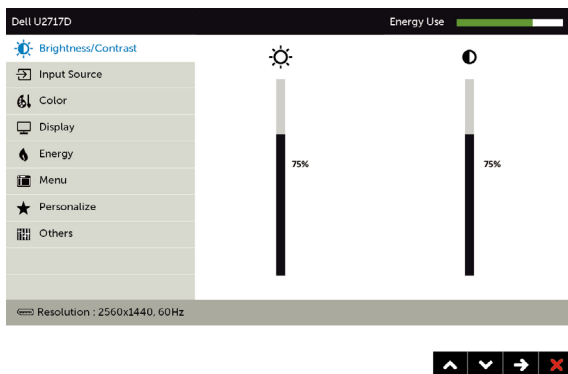 Dell U2717D
Energy Use
Brightness/Contrast
Input Source
Color
Display
Energy
Menu
Personalize
Others
75%
75%
Resolution : 2560x1440, 60Hz